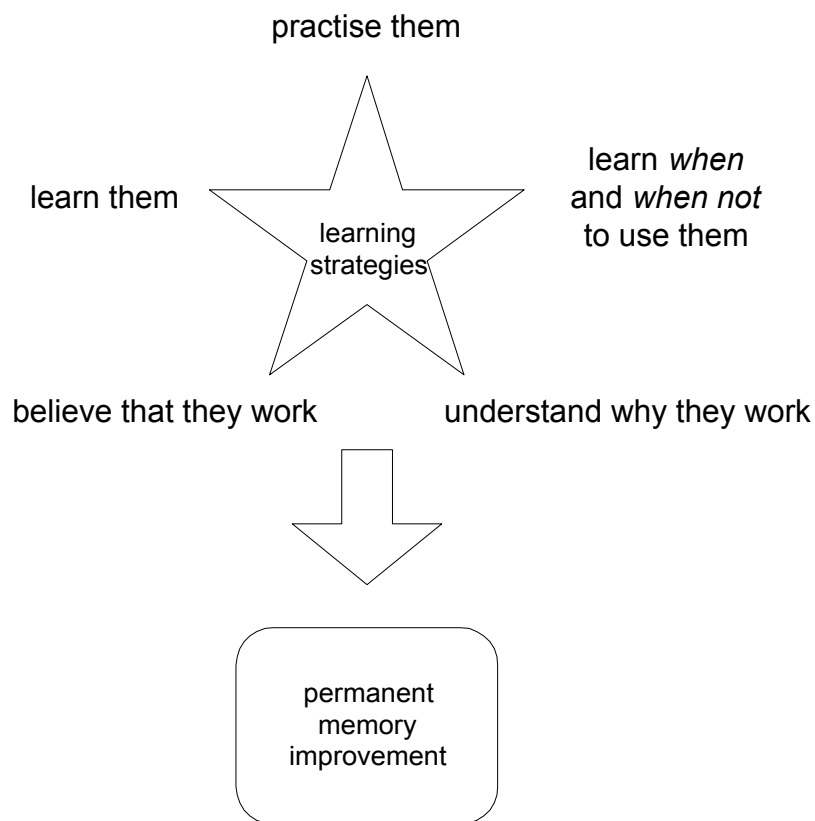 practise them
learn them
learn when
and when not
to use them
learning
strategies
believe that they work
understand why they work
permanent
memory
improvement